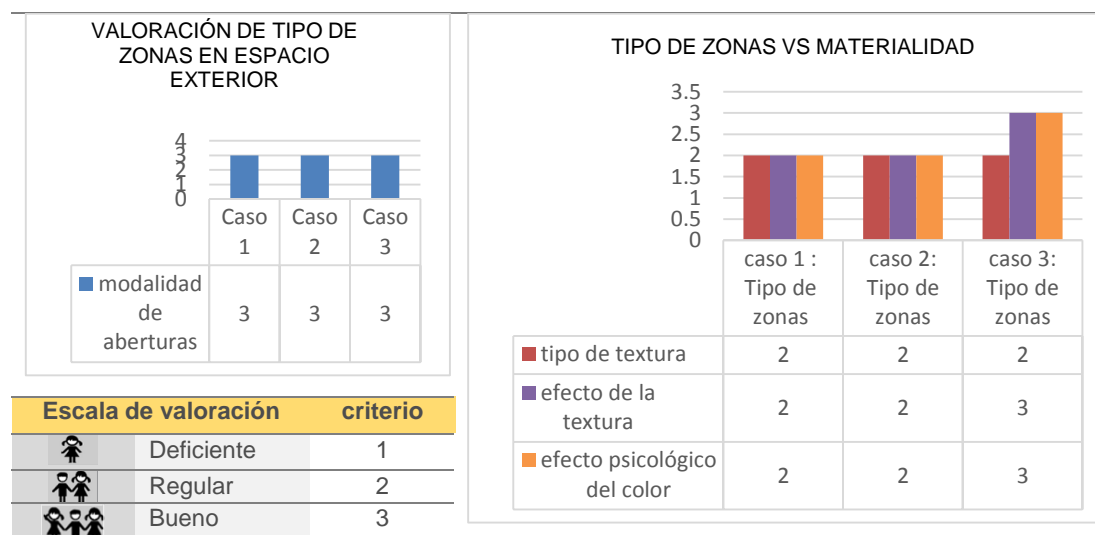 VALORACIÓN DE TIPO DE
ZONAS EN ESPACIO
EXTERIOR
4
3
2
1
0
Caso 1
Caso 2
Caso 3
modalidad de aberturas 3 3 3
Escala de valoración criterio
Deficiente 1
Regular 2
Bueno 3
TIPO DE ZONAS VS MATERIALIDAD
3.5
3
2.5
2
1.5
1
0.5
0
caso 1 : Tipo de zonas
caso 2: Tipo de zonas
caso 3: Tipo de zonas
tipo de textura 2 2 2
efecto de la textura 2 2 3
efecto psicológico del color 2 2 3